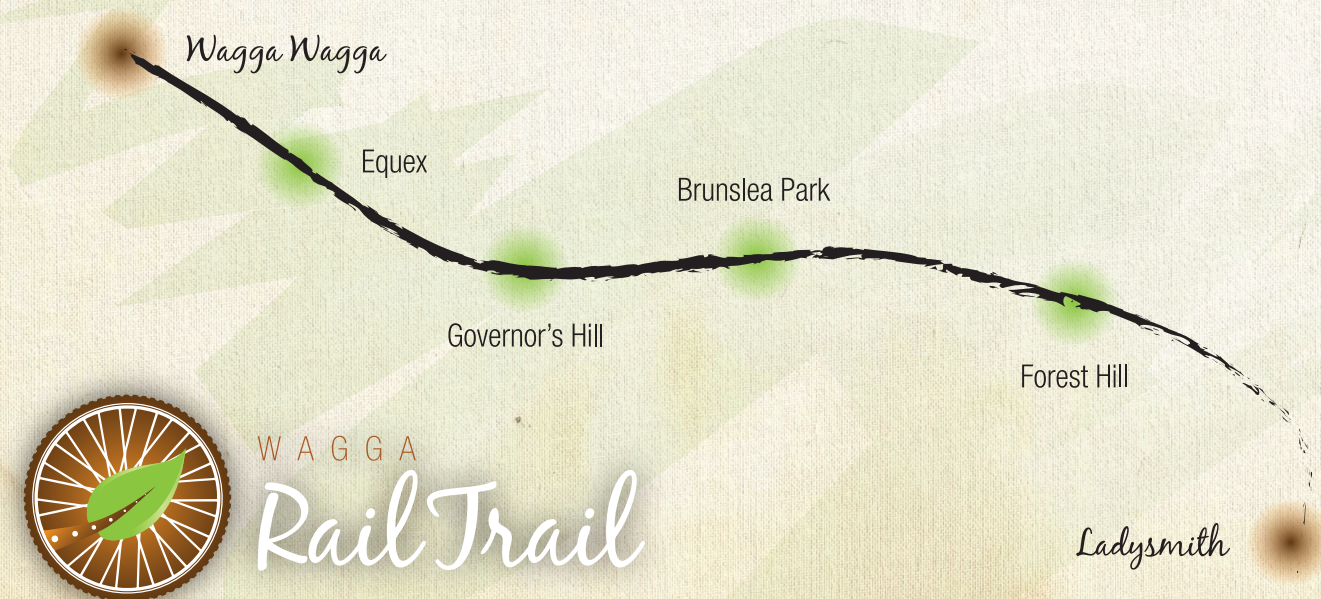 Wagga Wagga
Equex
Brunslea Park
Governor's Hill
Forest Hill
WAGGA
Rail Trail
Ladysmith